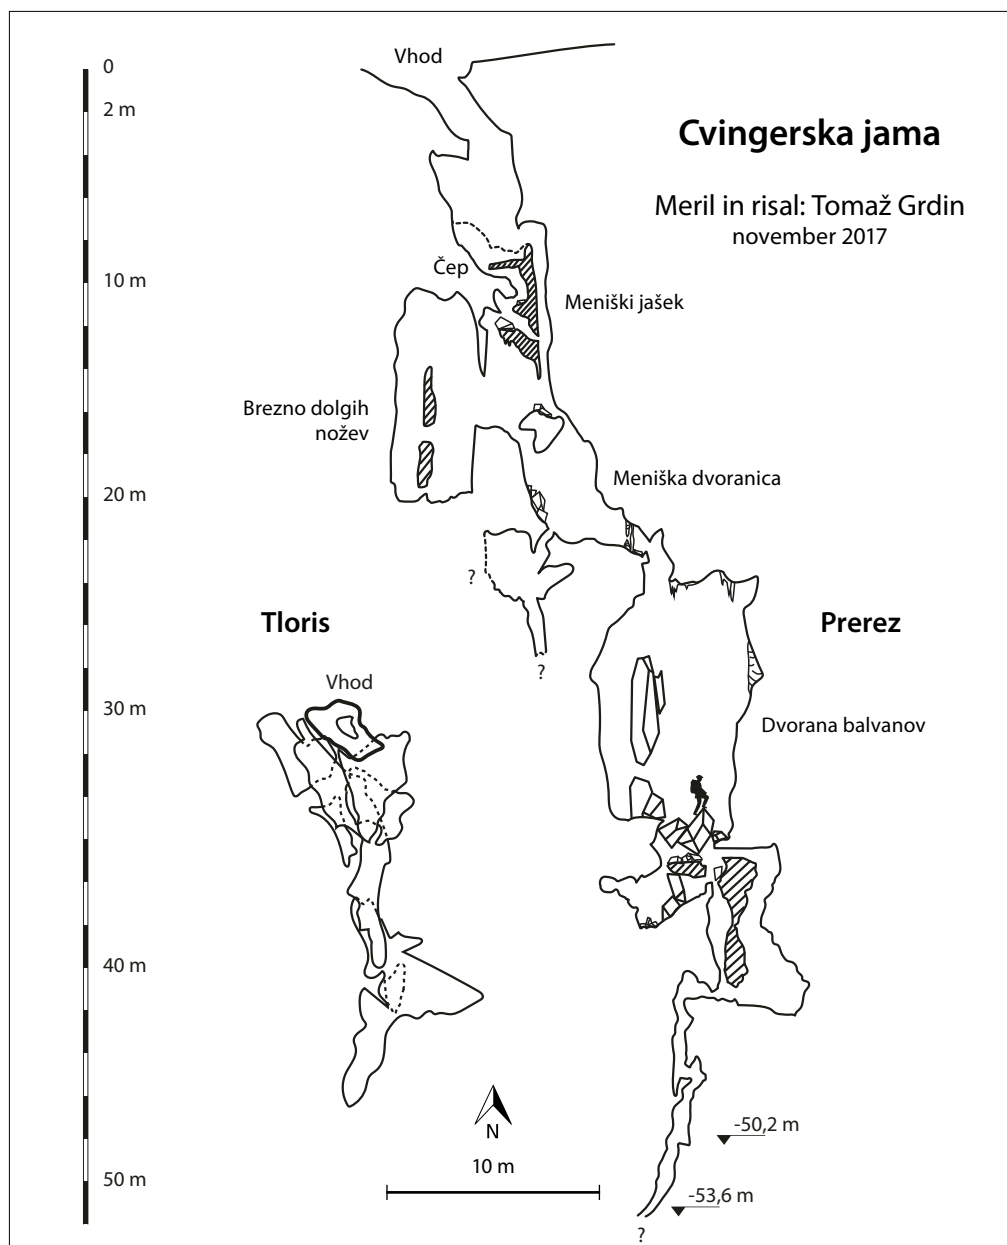 Vhod
0
2 m
Cvingerska jama
Meril in risal: Tomaž Grdin
november 2017
Čep
10 m
Meniški jašek
Brezno dolgih
nožev
Meniška dvoranica
20 m
?
Tloris
Prerez
?
Vhod
30 m
Dvorana balvanov
40 m
N
-50,2 m
10 m
50 m
-53,6 m
?